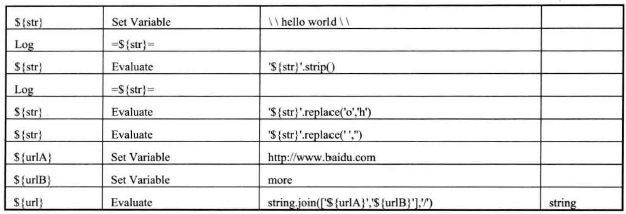 ${str} Set Variable \ \ hello world \ \
Log =${str}=
${str} Evaluate '${str}'.strip()
Log =${str}=
${str} Evaluate '${str}'.replace('o','h')
${str} Evaluate '${str}'.replace(' ','')
${urlA} Set Variable http://www.baidu.com
${urlB} Set Variable more
${url} Evaluate string.join(['${urlA}','${urlB}'],'/') string